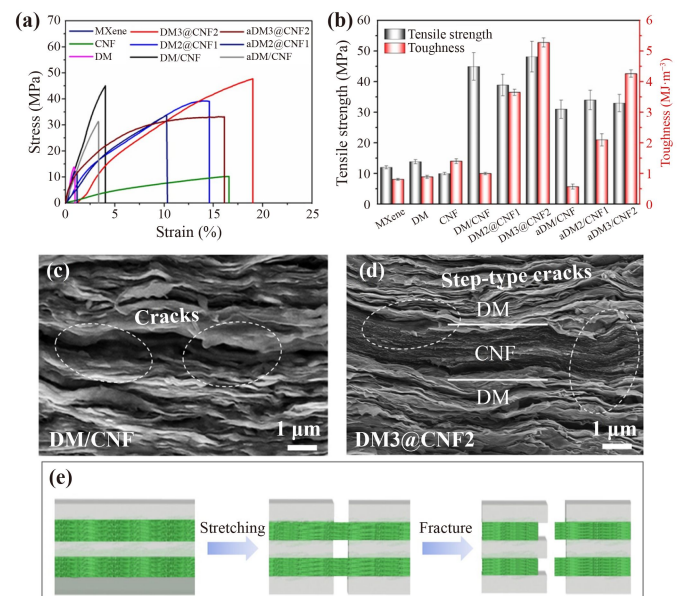 (a)
MXene
CNF
DM
DM3@CNF2
DM2@CNF1
DM/CNF
aDM3@CNF2
aDM2@CNF1
aDM/CNF
Stress (MPa)
70
60
50
40
30
20
10
0
0 5 10 15 20 25
Strain (%)
(b)
Tensile strength
Toughness
Tensile strength (MPa)
60
50
40
30
20
10
0
Toughness (MJ·m⁻³)
6
5
4
3
2
1
0
MXene
DM
CNF
DM/CNF
DM2@CNF1
DM3@CNF2
aDM/CNF
aDM2/CNF1
aDM3/CNF2
(c)
Cracks
DM/CNF
1 μm
(d)
Step-type cracks
DM
CNF
DM
DM3@CNF2
1 μm
(e)
Stretching
Fracture